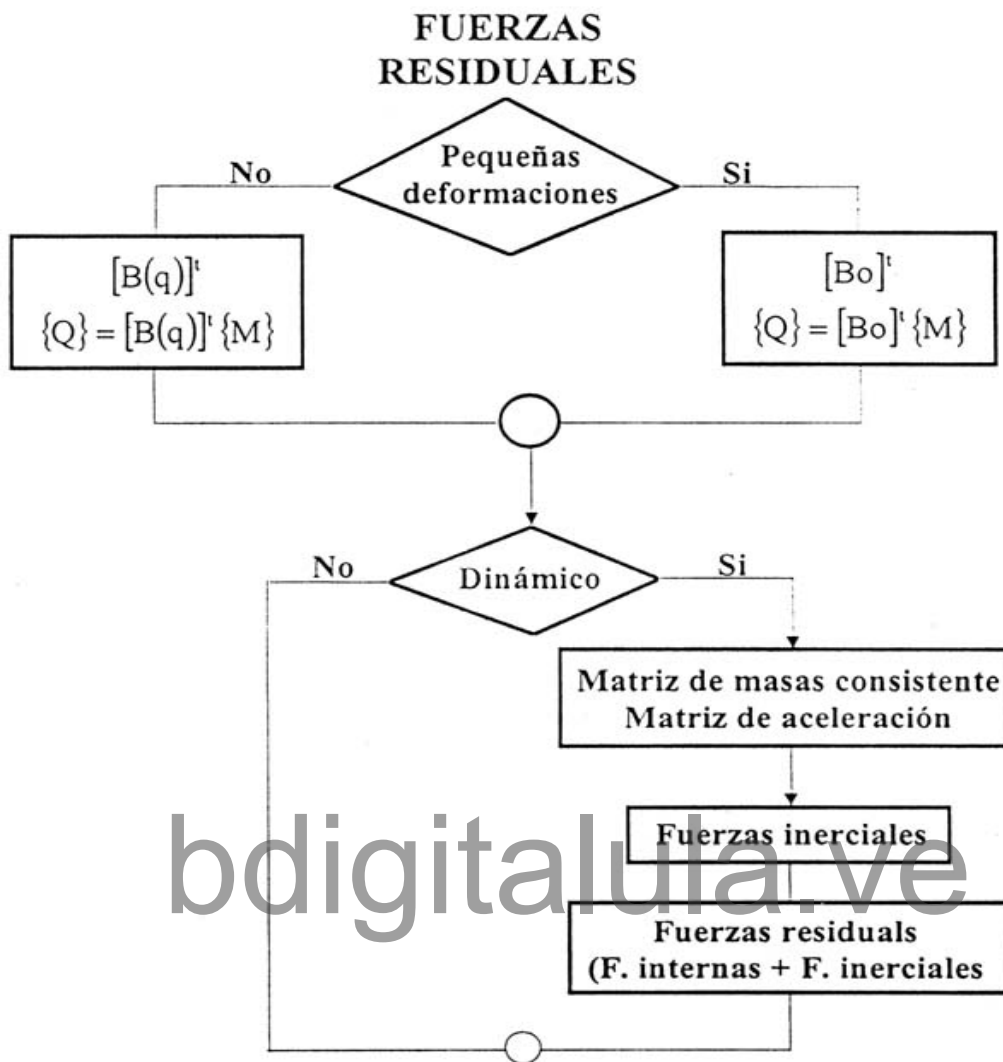 FUERZAS
RESIDUALES
Pequeñas
deformaciones
No
Si
[B(q)]ᵗ
{Q} = [B(q)]ᵗ {M}
[Bo]ᵗ
{Q} = [Bo]ᵗ {M}
Dinámico
No
Si
Matriz de masas consistente
Matriz de aceleración
Fuerzas inerciales
bdigitalula.ve
Fuerzas residuals
(F. internas + F. inerciales